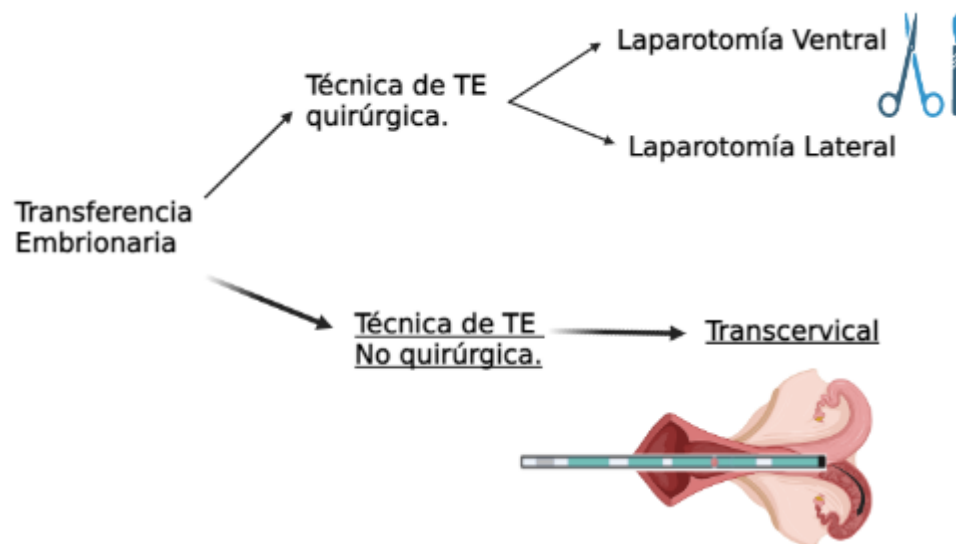 Laparotomía Ventral
Técnica de TE
quirúrgica.
Laparotomía Lateral
Transferencia
Embrionaria
Técnica de TE
No quirúrgica.
Transcervical